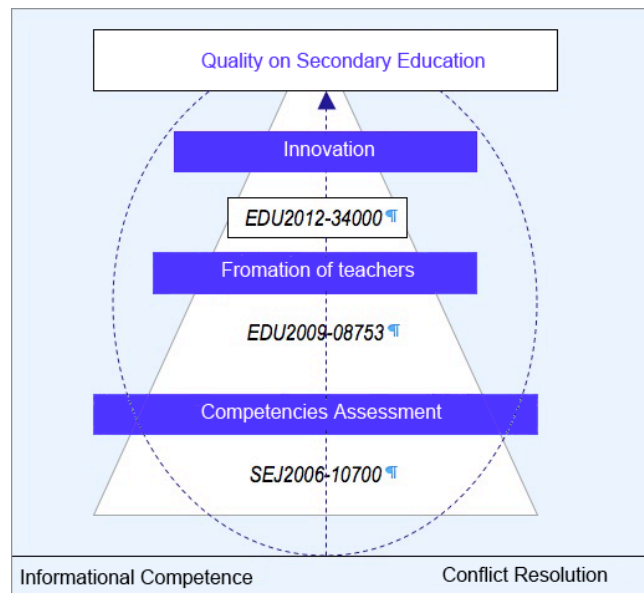 Quality on Secondary Education
Innovation
EDU2012-34000 ¶
Fromation of teachers
EDU2009-08753 ¶
Competencies Assessment
SEJ2006-10700 ¶
Informational Competence
Conflict Resolution